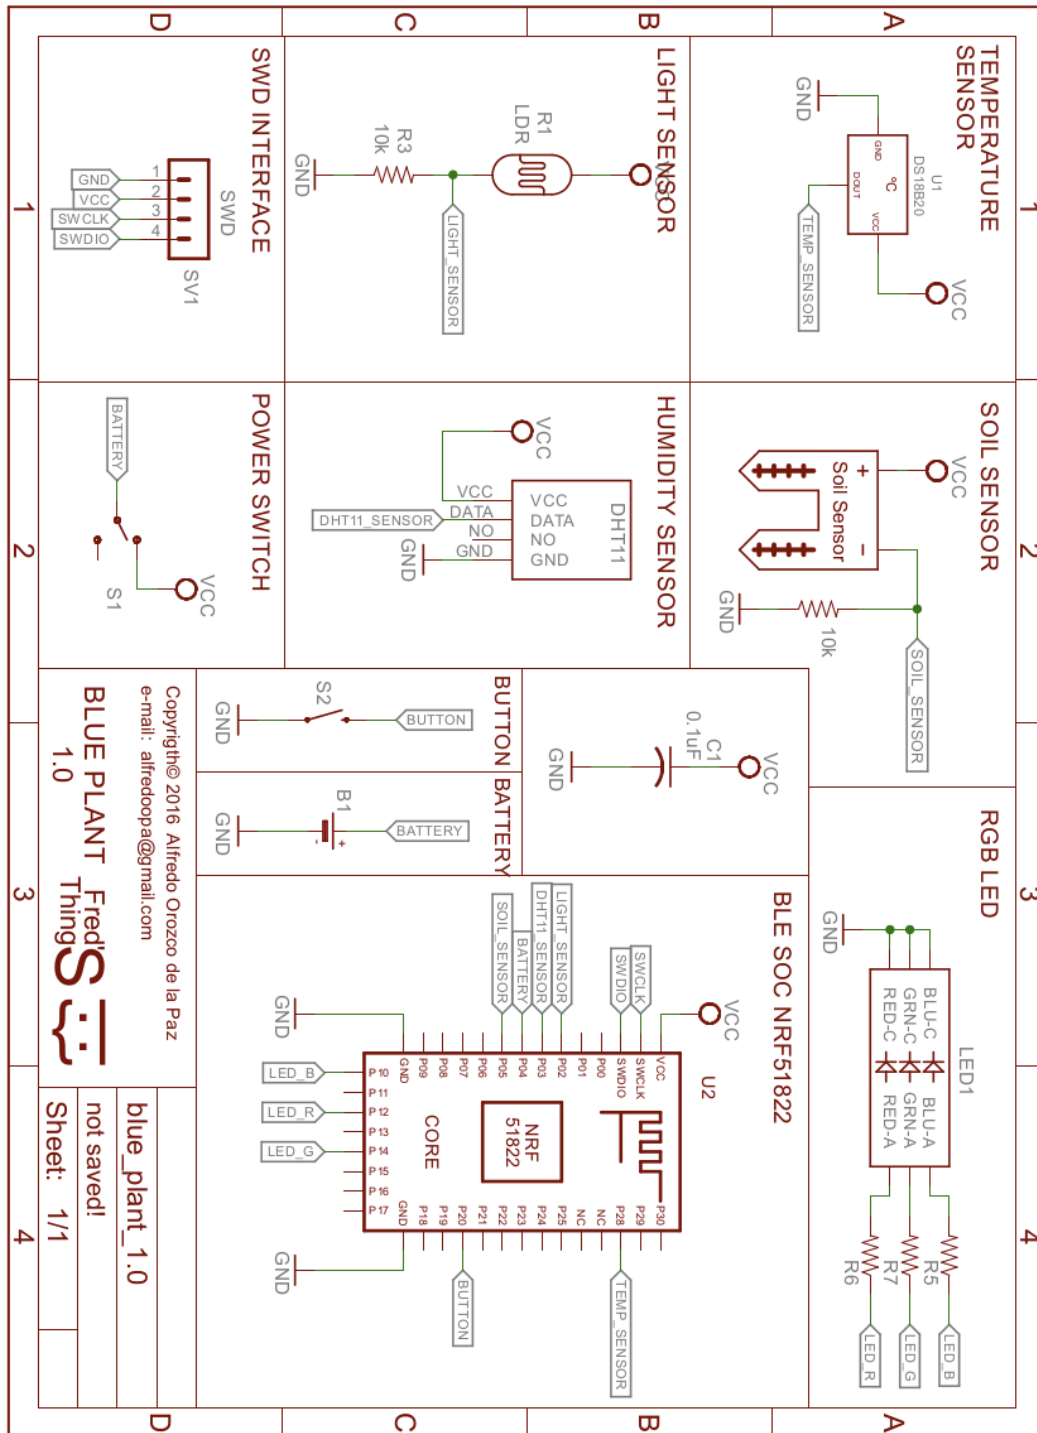 D
C
B
A
1
1
2
2
3
3
4
4
D
C
B
A
TEMPERATURE
SENSOR
GND
U1
DS18B20
GND
°C
DOUT
VCC
TEMP_SENSOR
VCC
LIGHT SENSOR
R1
LDR
R3
10k
GND
VCC
LIGHT_SENSOR
SWD INTERFACE
GND
VCC
SWCLK
SWDIO
1
2
3
4
SWD
SV1
SOIL SENSOR
VCC
+
-
Soil Sensor
GND
10k
SOIL_SENSOR
HUMIDITY SENSOR
VCC
VCC
DATA
NO
GND
VCC
DATA
NO
GND
DHT11
DHT11_SENSOR
GND
POWER SWITCH
BATTERY
S1
VCC
RGB LED
GND
BLU-C
GRN-C
RED-C
BLU-A
GRN-A
RED-A
LED1
R5
R7
R6
LED_B
LED_G
LED_R
VCC
C1
0.1uF
GND
BUTTON
S2
BUTTON
GND
BATTERY
B1
+
-
BATTERY
GND
BLE SOC NRF51822
VCC
SWCLK
SWDIO
LIGHT_SENSOR
DHT11_SENSOR
BATTERY
SOIL_SENSOR
GND
U2
VCC
SWCLK
SWDIO
P00
P01
P02
P03
P04
P05
P06
P07
P08
P09
GND
P10
P11
P12
P13
P14
P15
P16
P17
GND
P18
P19
P20
P21
P22
P23
P24
P25
NC
NC
P28
P29
P30
NRF
51822
CORE
LED_B
LED_R
LED_G
GND
BUTTON
TEMP_SENSOR
Copyrigth© 2016 Alfredo Orozco de la Paz
e-mail: alfredoopa@gmail.com
BLUE PLANT
1.0
Fred'S
Things
{:·|
blue_plant_1.0
not saved!
Sheet: 1/1